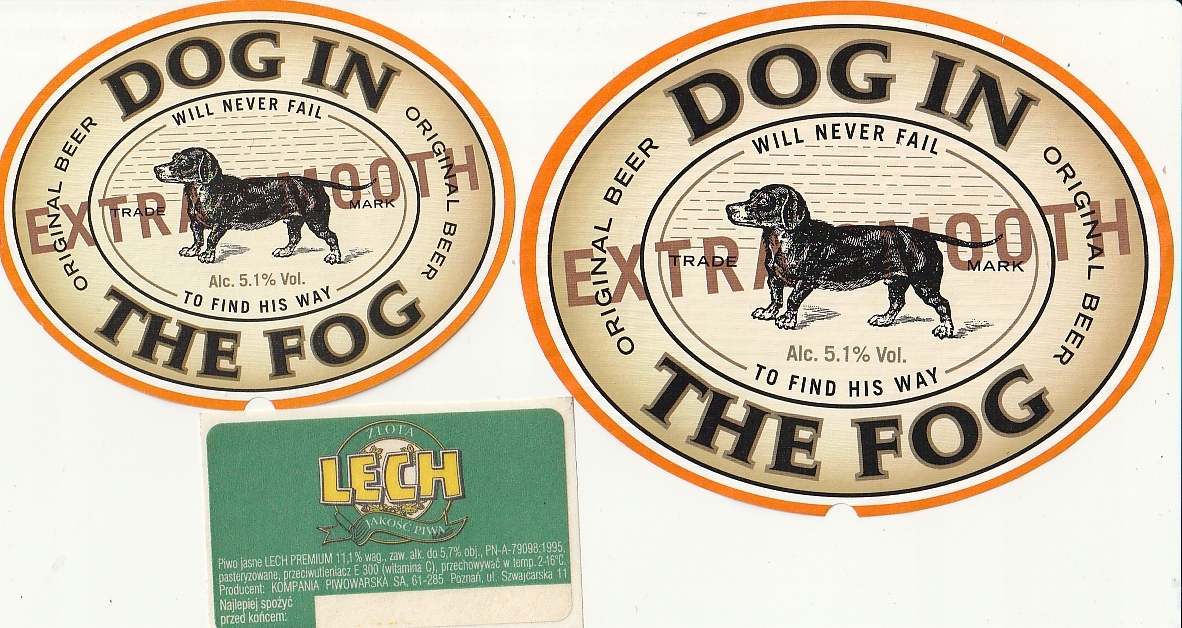 DOG IN
WILL NEVER FAIL
ORIGINAL BEER
ORIGINAL BEER
EXTRA SMOOTH
TRADE MARK
Alc. 5.1% Vol.
TO FIND HIS WAY
THE FOG
DOG IN
WILL NEVER FAIL
ORIGINAL BEER
ORIGINAL BEER
EXTRA SMOOTH
TRADE MARK
Alc. 5.1% Vol.
TO FIND HIS WAY
THE FOG
ZŁOTA
LECH
JAKOŚĆ PIWA
Piwo jasne LECH PREMIUM 11,1% wag., zaw. alk. do 5,7% obj., PN-A-79098:1995,
pasteryzowane, przeciwutleniacz E 300 (witamina C), przechowywać w temp. 2-16°C.
Producent: KOMPANIA PIWOWARSKA SA, 61-285 Poznań, ul. Szwajcarska 11
Najlepiej spożyć
przed końcem: